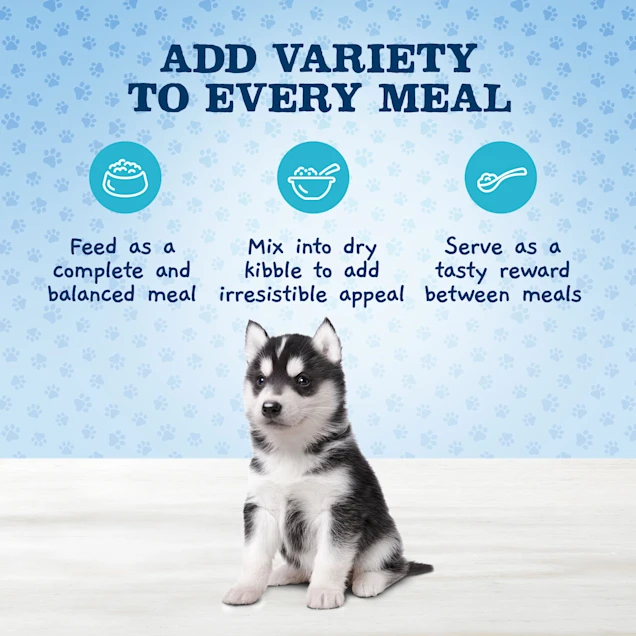 ADD VARIETY
TO EVERY MEAL
Feed as a
complete and
balanced meal
Mix into dry
kibble to add
irresistible appeal
Serve as a
tasty reward
between meals